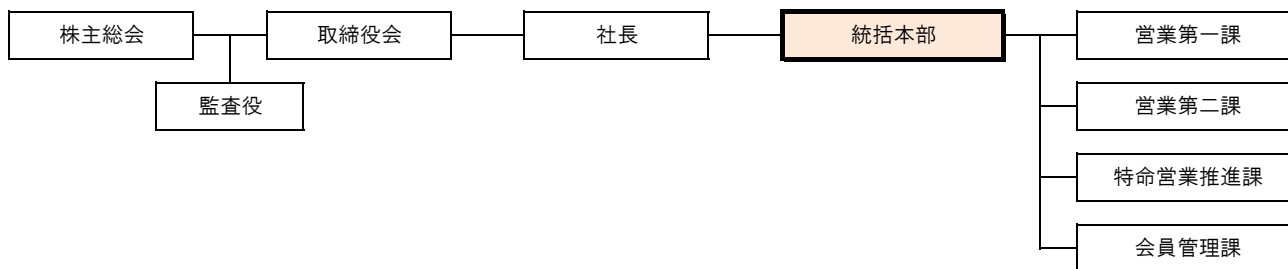 株主総会
取締役会
社長
統括本部
営業第一課
監査役
営業第二課
特命営業推進課
会員管理課